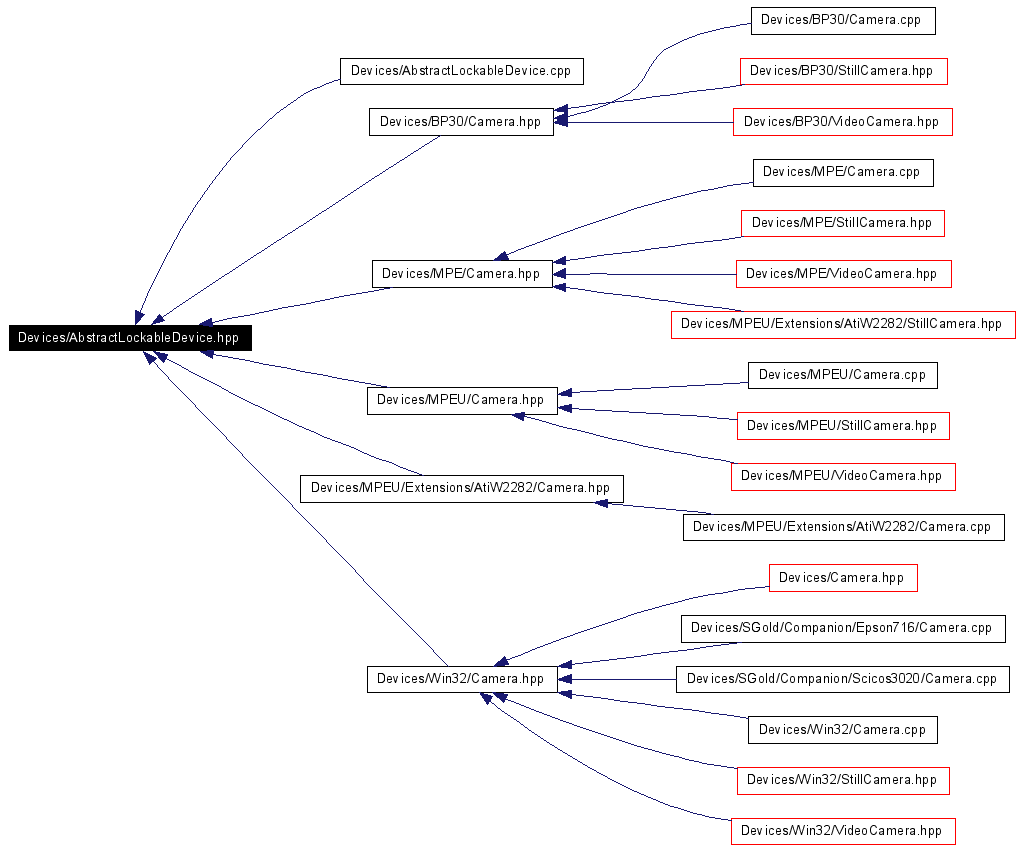 Devices/BP30/Camera.cpp
Devices/AbstractLockableDevice.cpp
Devices/BP30/StillCamera.hpp
Devices/BP30/Camera.hpp
Devices/BP30/VideoCamera.hpp
Devices/MPE/Camera.cpp
Devices/MPE/StillCamera.hpp
Devices/MPE/Camera.hpp
Devices/MPE/VideoCamera.hpp
Devices/MPEU/Extensions/AtiW2282/StillCamera.hpp
Devices/AbstractLockableDevice.hpp
Devices/MPEU/Camera.cpp
Devices/MPEU/Camera.hpp
Devices/MPEU/StillCamera.hpp
Devices/MPEU/VideoCamera.hpp
Devices/MPEU/Extensions/AtiW2282/Camera.hpp
Devices/MPEU/Extensions/AtiW2282/Camera.cpp
Devices/Camera.hpp
Devices/SGold/Companion/Epson716/Camera.cpp
Devices/Win32/Camera.hpp
Devices/SGold/Companion/Scicos3020/Camera.cpp
Devices/Win32/Camera.cpp
Devices/Win32/StillCamera.hpp
Devices/Win32/VideoCamera.hpp